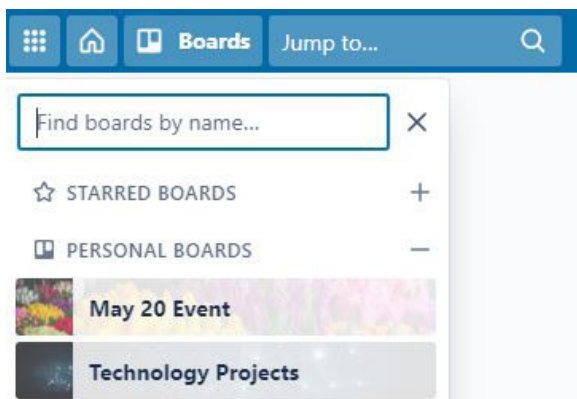 Boards Jump to...
Find boards by name...
STARRED BOARDS
PERSONAL BOARDS
May 20 Event
Technology Projects